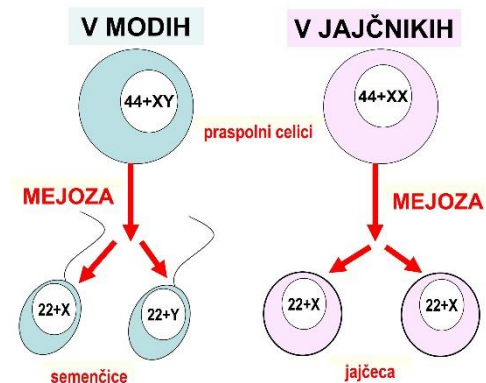 V MODIH
V JAJČNIKIH
44+XY
44+XX
praspolni celici
MEJOZA
MEJOZA
22+X
22+Y
22+X
22+X
semenčice
jajčeca